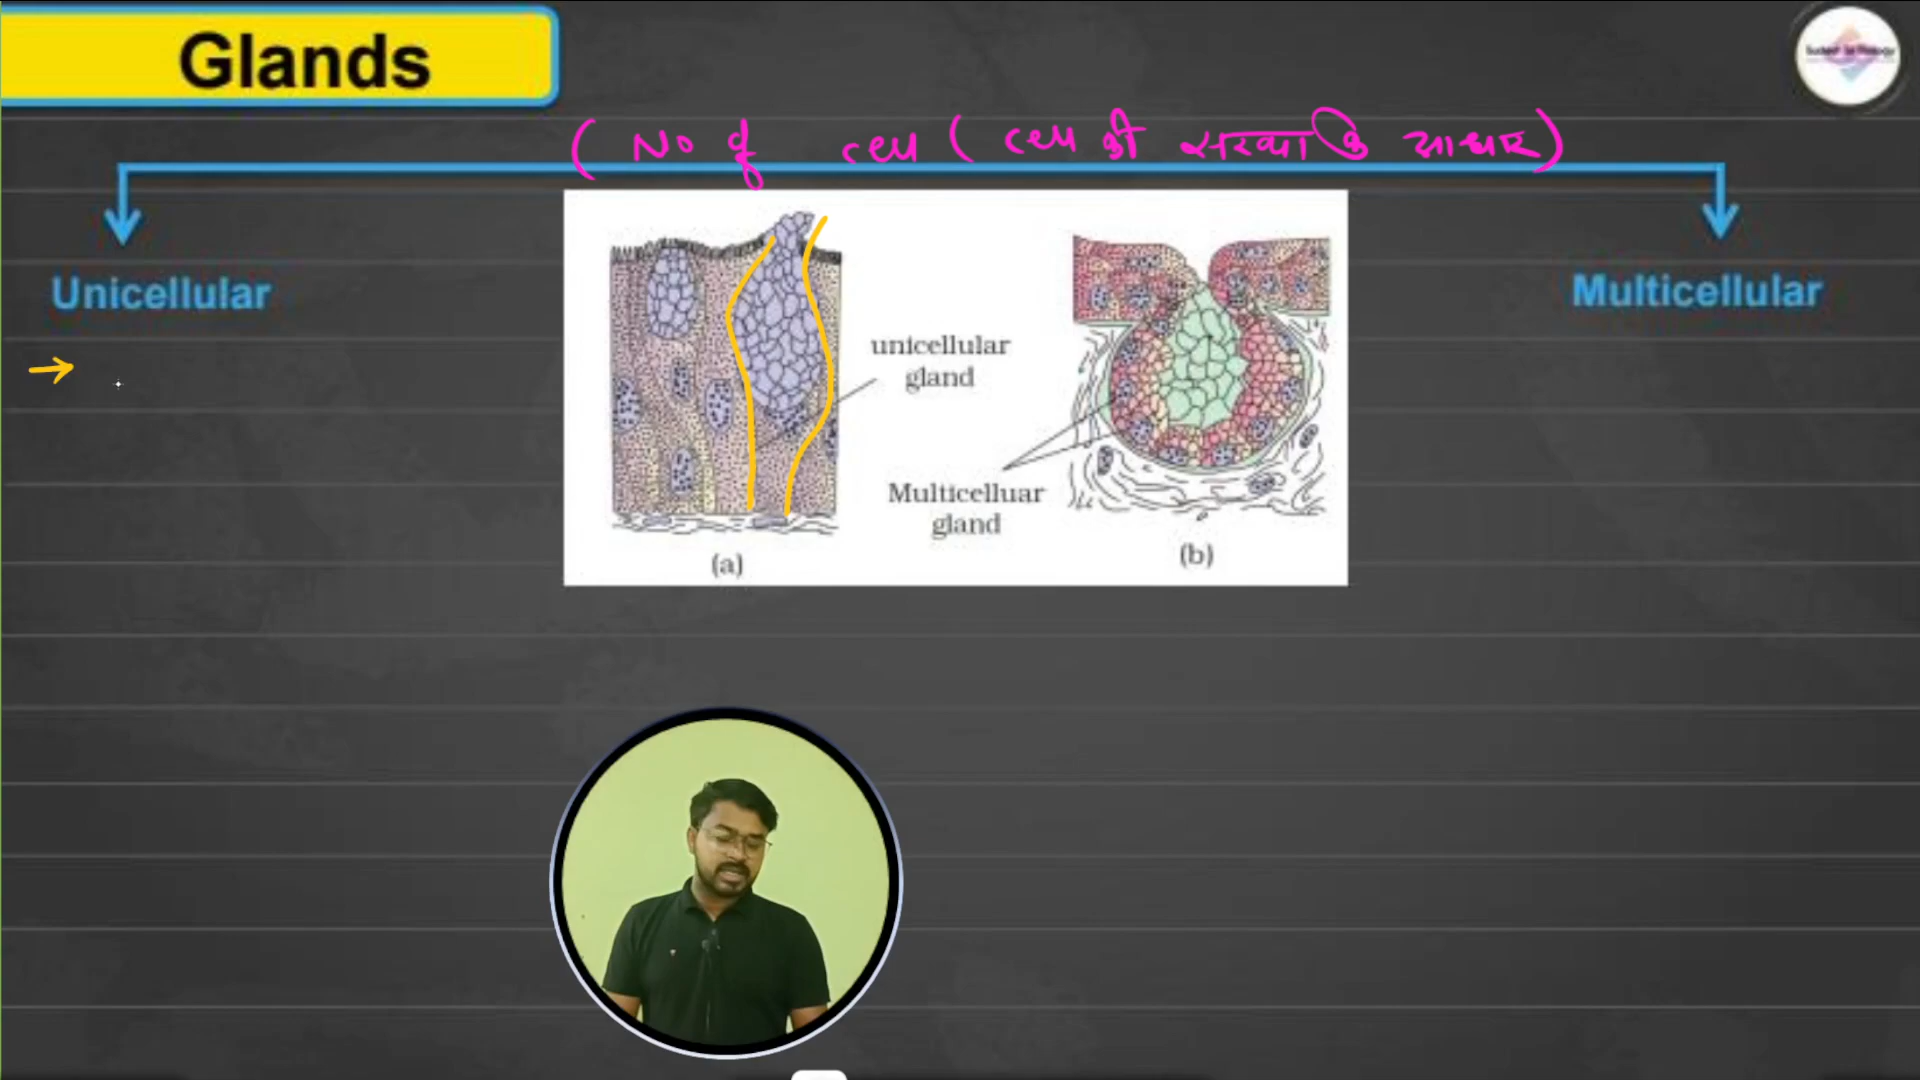 Glands
( No of cell ( cell की संख्या के आधार )
Unicellular
Multicellular
unicellular
gland
Multicelluar
gland
(a)
(b)